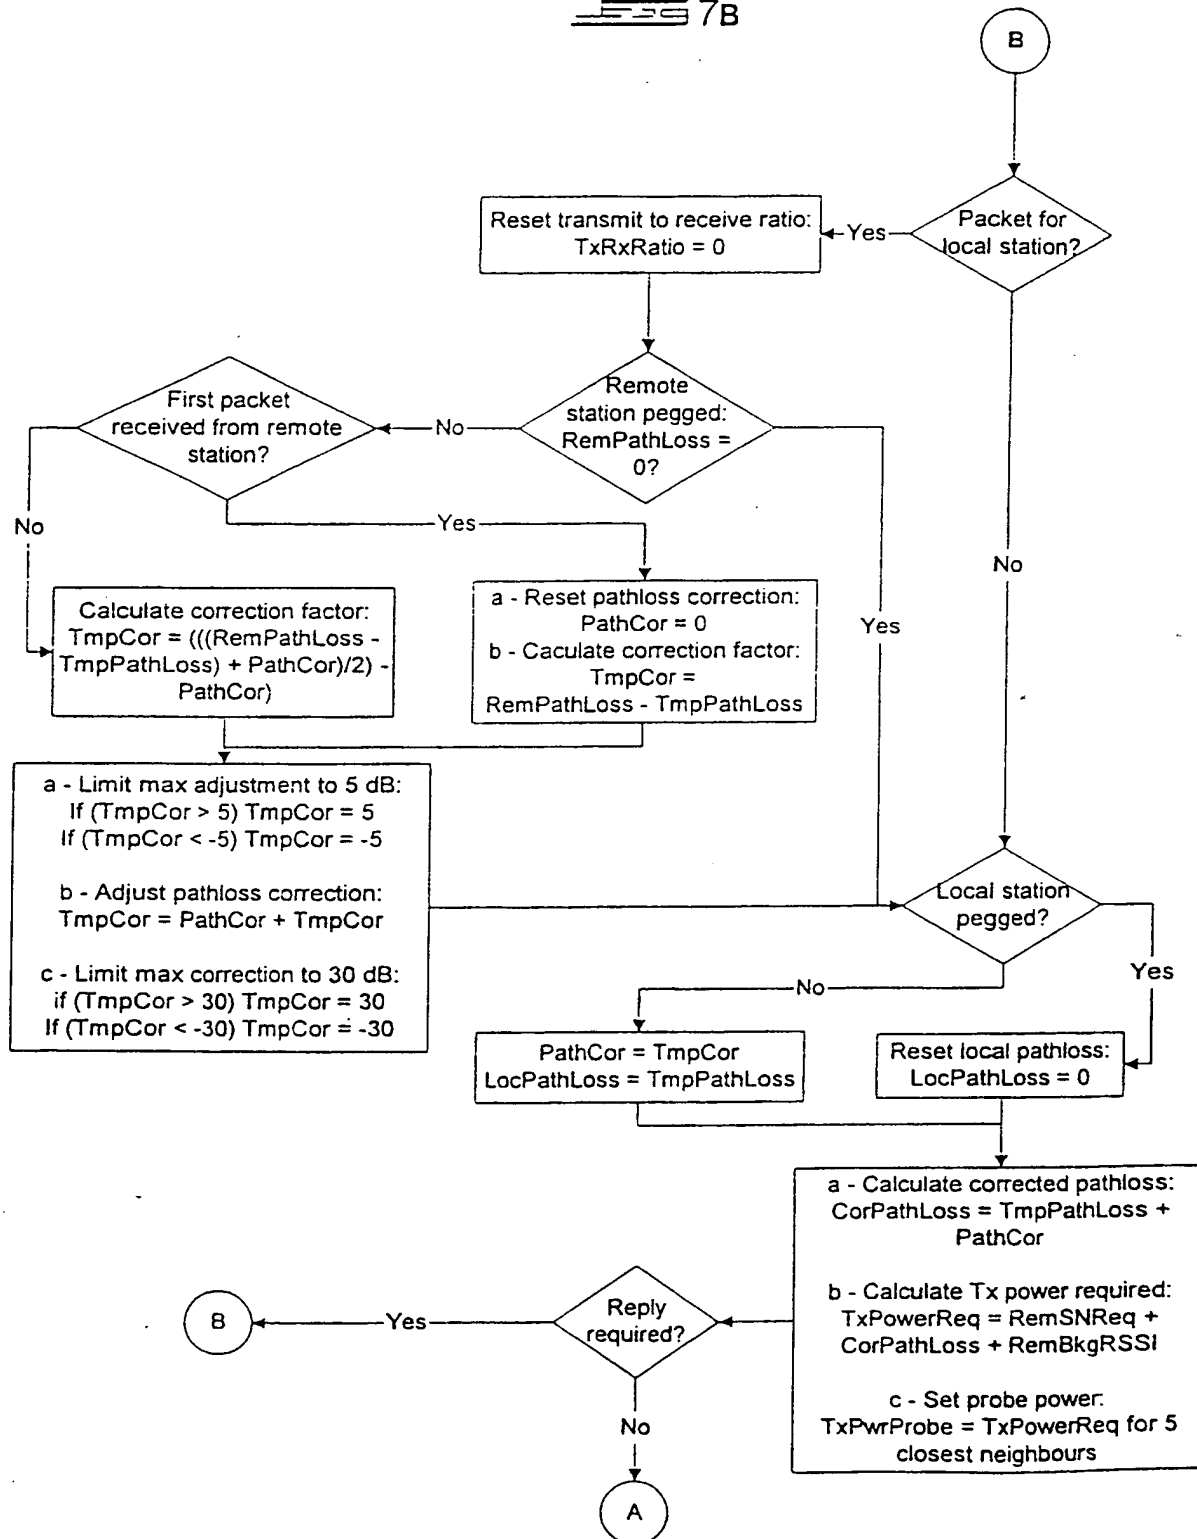 7B
B
Packet for
local station?
Yes
Reset transmit to receive ratio:
TxRxRatio = 0
Remote
station pegged:
RemPathLoss =
0?
No
First packet
received from remote
station?
Yes
No
No
Yes
Calculate correction factor:
TmpCor = (((RemPathLoss -
TmpPathLoss) + PathCor)/2) -
PathCor)
a - Reset pathloss correction:
PathCor = 0
b - Caculate correction factor:
TmpCor =
RemPathLoss - TmpPathLoss
a - Limit max adjustment to 5 dB:
If (TmpCor > 5) TmpCor = 5
If (TmpCor < -5) TmpCor = -5
b - Adjust pathloss correction:
TmpCor = PathCor + TmpCor
c - Limit max correction to 30 dB:
if (TmpCor > 30) TmpCor = 30
If (TmpCor < -30) TmpCor = -30
Local station
pegged?
No
Yes
PathCor = TmpCor
LocPathLoss = TmpPathLoss
Reset local pathloss:
LocPathLoss = 0
a - Calculate corrected pathloss:
CorPathLoss = TmpPathLoss +
PathCor
b - Calculate Tx power required:
TxPowerReq = RemSNReq +
CorPathLoss + RemBkgRSSI
c - Set probe power:
TxPwrProbe = TxPowerReq for 5
closest neighbours
Reply
required?
Yes
B
No
A